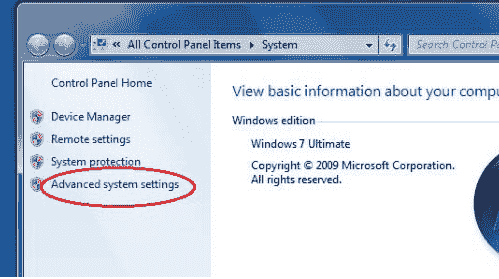 « All Control Panel Items System
Search Control Pa
Control Panel Home
Device Manager
Remote settings
System protection
Advanced system settings
View basic information about your compu
Windows edition
Windows 7 Ultimate
Copyright © 2009 Microsoft Corporation.
All rights reserved.